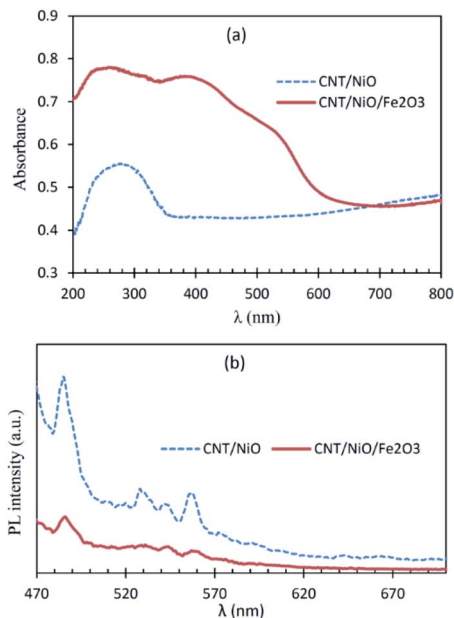 (a)
0.9
0.8
0.7
0.6
0.5
0.4
0.3
Absorbance
CNT/NiO
CNT/NiO/Fe2O3
200 300 400 500 600 700 800
λ (nm)
(b)
PL intensity (a.u.)
CNT/NiO CNT/NiO/Fe2O3
470 520 570 620 670
λ (nm)